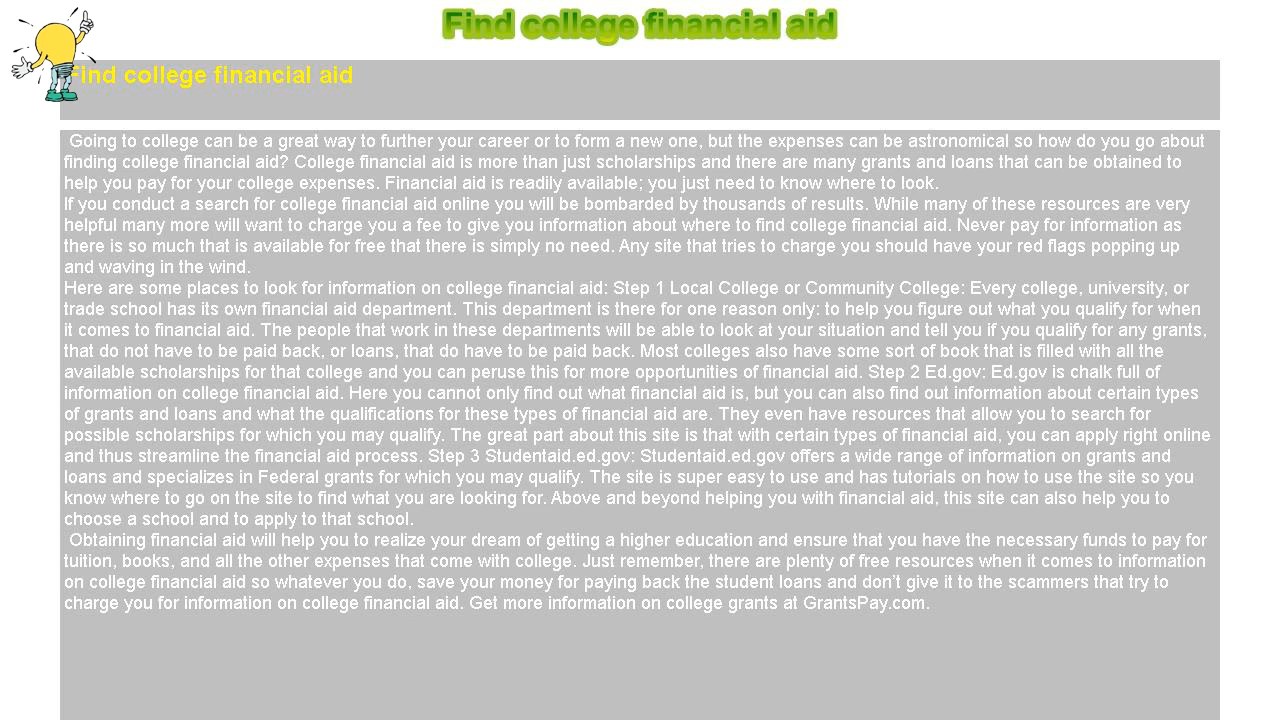 Find college financial aid
Find college financial aid
Going to college can be a great way to further your career or to form a new one, but the expenses can be astronomical so how do you go about
finding college financial aid? College financial aid is more than just scholarships and there are many grants and loans that can be obtained to
help you pay for your college expenses. Financial aid is readily available; you just need to know where to look.
If you conduct a search for college financial aid online you will be bombarded by thousands of results. While many of these resources are very
helpful many more will want to charge you a fee to give you information about where to find college financial aid. Never pay for information as
there is so much that is available for free that there is simply no need. Any site that tries to charge you should have your red flags popping up
and waving in the wind.
Here are some places to look for information on college financial aid: Step 1 Local College or Community College: Every college, university, or
trade school has its own financial aid department. This department is there for one reason only: to help you figure out what you qualify for when
it comes to financial aid. The people that work in these departments will be able to look at your situation and tell you if you qualify for any grants,
that do not have to be paid back, or loans, that do have to be paid back. Most colleges also have some sort of book that is filled with all the
available scholarships for that college and you can peruse this for more opportunities of financial aid. Step 2 Ed.gov: Ed.gov is chalk full of
information on college financial aid. Here you cannot only find out what financial aid is, but you can also find out information about certain types
of grants and loans and what the qualifications for these types of financial aid are. They even have resources that allow you to search for
possible scholarships for which you may qualify. The great part about this site is that with certain types of financial aid, you can apply right online
and thus streamline the financial aid process. Step 3 Studentaid.ed.gov: Studentaid.ed.gov offers a wide range of information on grants and
loans and specializes in Federal grants for which you may qualify. The site is super easy to use and has tutorials on how to use the site so you
know where to go on the site to find what you are looking for. Above and beyond helping you with financial aid, this site can also help you to
choose a school and to apply to that school.
Obtaining financial aid will help you to realize your dream of getting a higher education and ensure that you have the necessary funds to pay for
tuition, books, and all the other expenses that come with college. Just remember, there are plenty of free resources when it comes to information
on college financial aid so whatever you do, save your money for paying back the student loans and don’t give it to the scammers that try to
charge you for information on college financial aid. Get more information on college grants at GrantsPay.com.